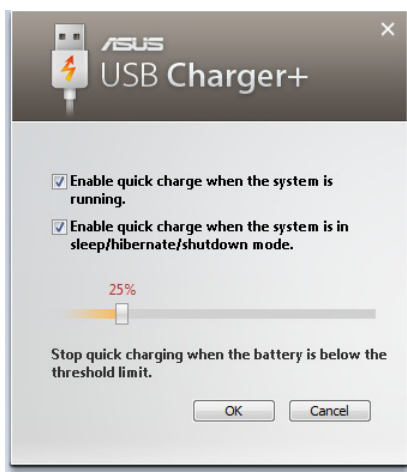 ASUS
USB Charger+
Enable quick charge when the system is
running.
Enable quick charge when the system is in
sleep/hibernate/shutdown mode.
25%
Stop quick charging when the battery is below the
threshold limit.
OK Cancel